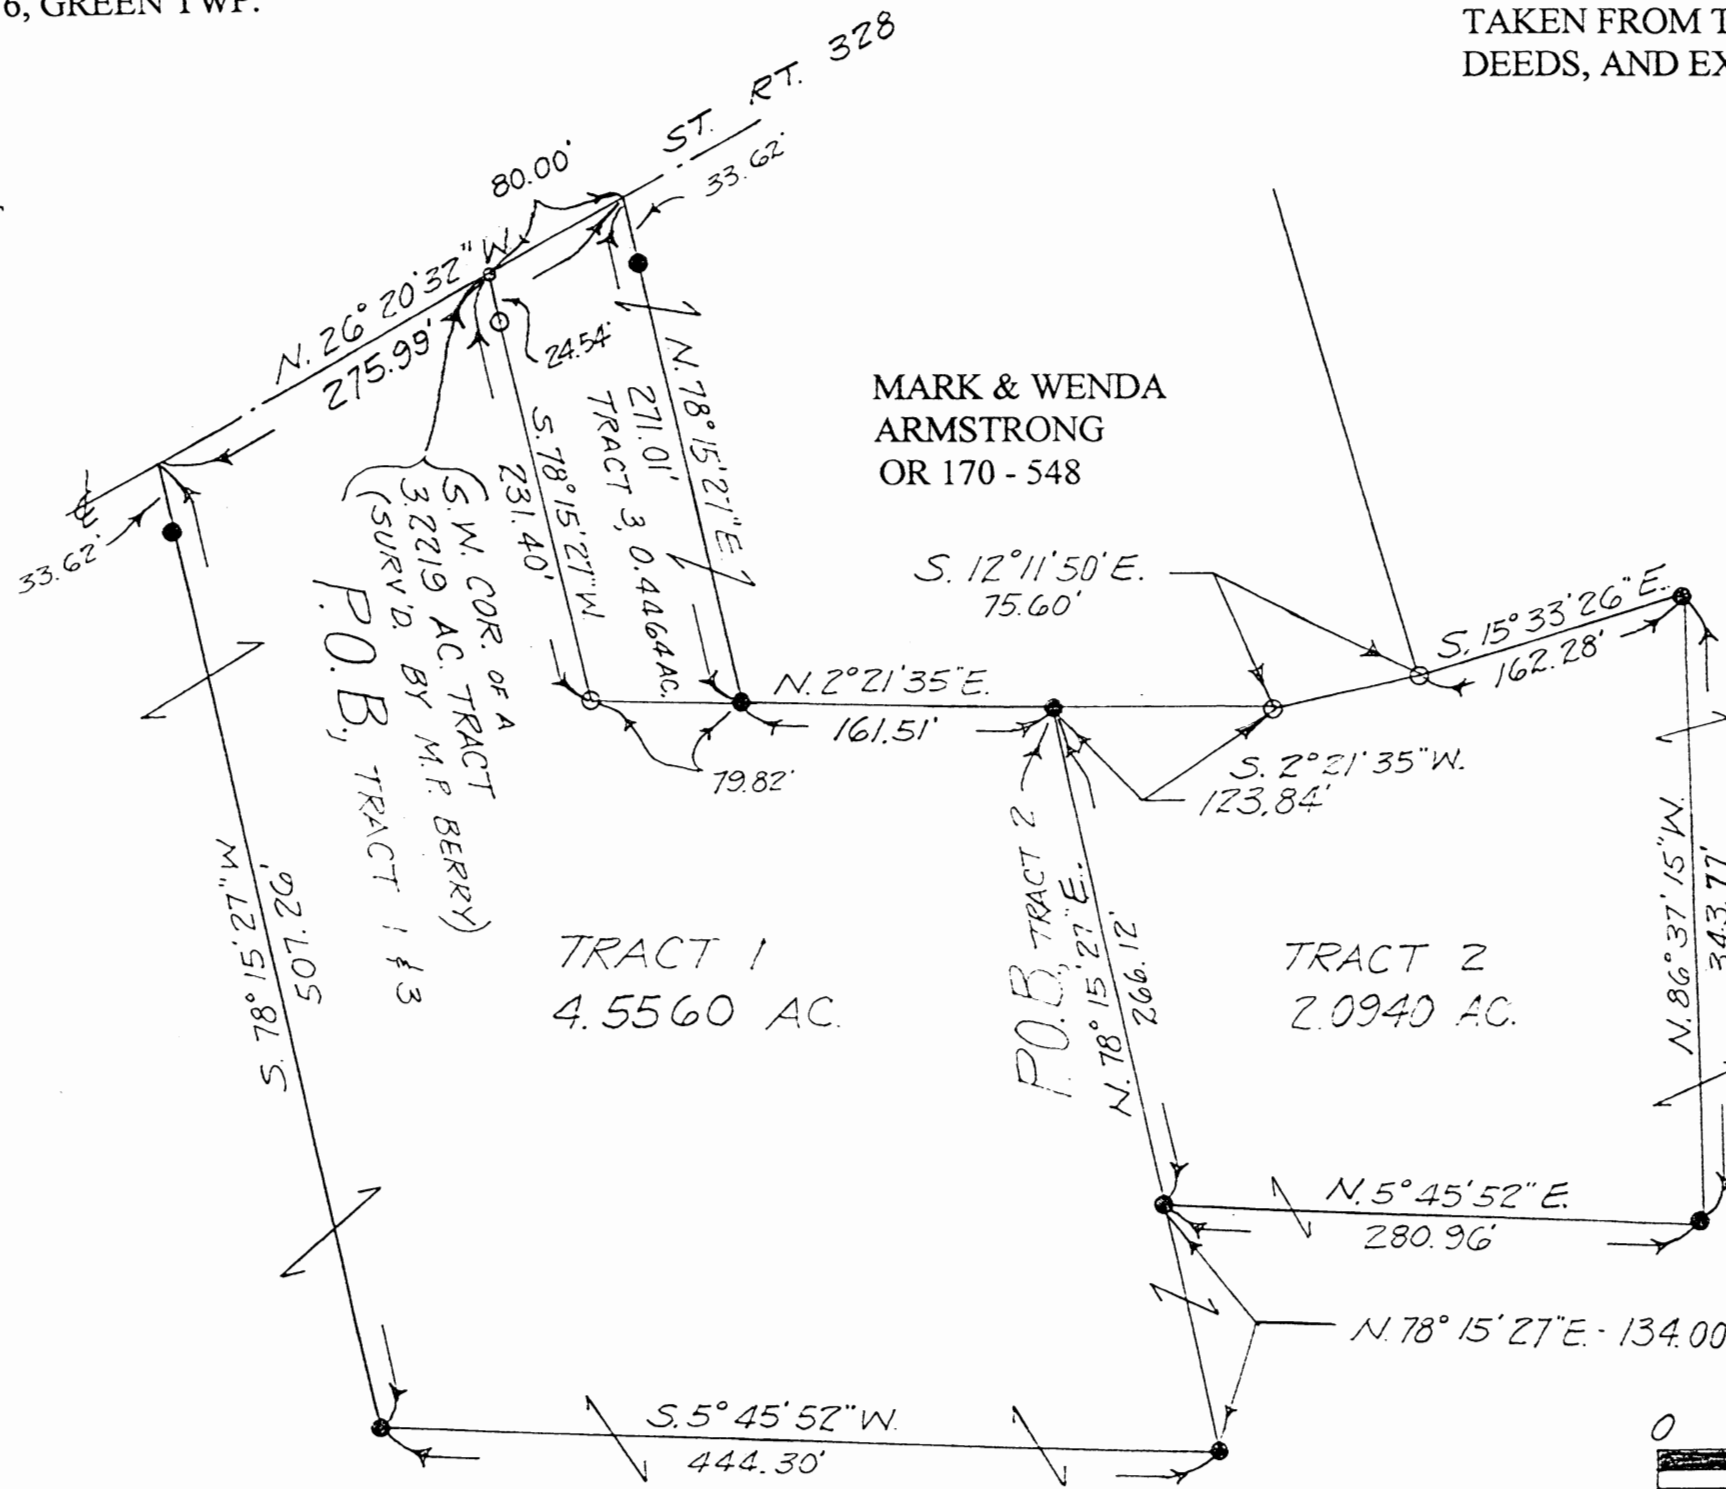 6, GREEN TWP.
TAKEN FROM T
DEEDS, AND EX
ST. RT. 328
80.00'
33.62'
N. 26° 20' 32" W.
275.99'
24.54'
33.62'
N. 78° 15' 27" E.
271.01'
TRACT 3, 0.4464 AC.
S. 78° 15' 27" W.
231.40'
S.W. COR. OF A
3.2219 AC. TRACT
(SURV'D. BY M.P. BERRY)
P.O.B., TRACT 1 & 3
MARK & WENDA
ARMSTRONG
OR 170 - 548
S. 12° 11' 50' E.
75.60'
S. 15° 33' 26" E.
162.28'
N. 2° 21' 35" E.
161.51'
79.82'
S. 2° 21' 35" W.
123.84'
S. 78° 15' 27" W.
507.26'
TRACT 1
4.5560 AC.
P.O.B., TRACT 2
N. 78° 15' 27" E.
266.12'
TRACT 2
2.0940 AC.
N. 86° 37' 15" W.
343.77'
N. 5° 45' 52" E.
280.96'
N. 78° 15' 27" E. - 134.00
S. 5° 45' 52" W.
444.30'
0